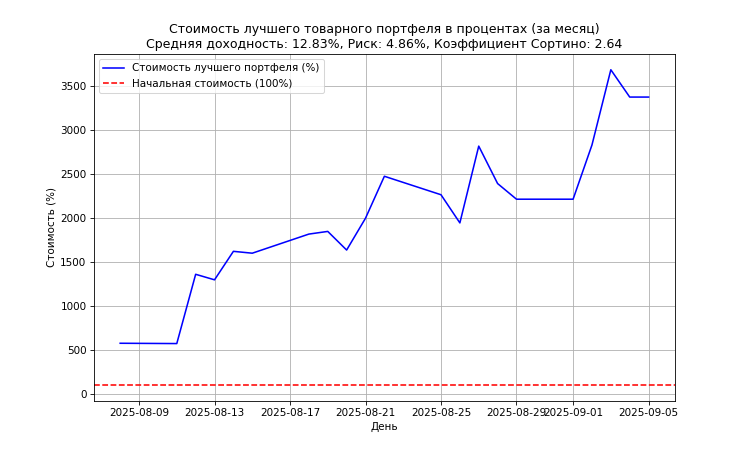 Стоимость лучшего товарного портфеля в процентах (за месяц)
Средняя доходность: 12.83%, Риск: 4.86%, Коэффициент Сортино: 2.64
Стоимость лучшего портфеля (%)
Начальная стоимость (100%)
Стоимость (%)
3500
3000
2500
2000
1500
1000
500
0
2025-08-09 2025-08-13 2025-08-17 2025-08-21 2025-08-25 2025-08-29 2025-09-01 2025-09-05
День